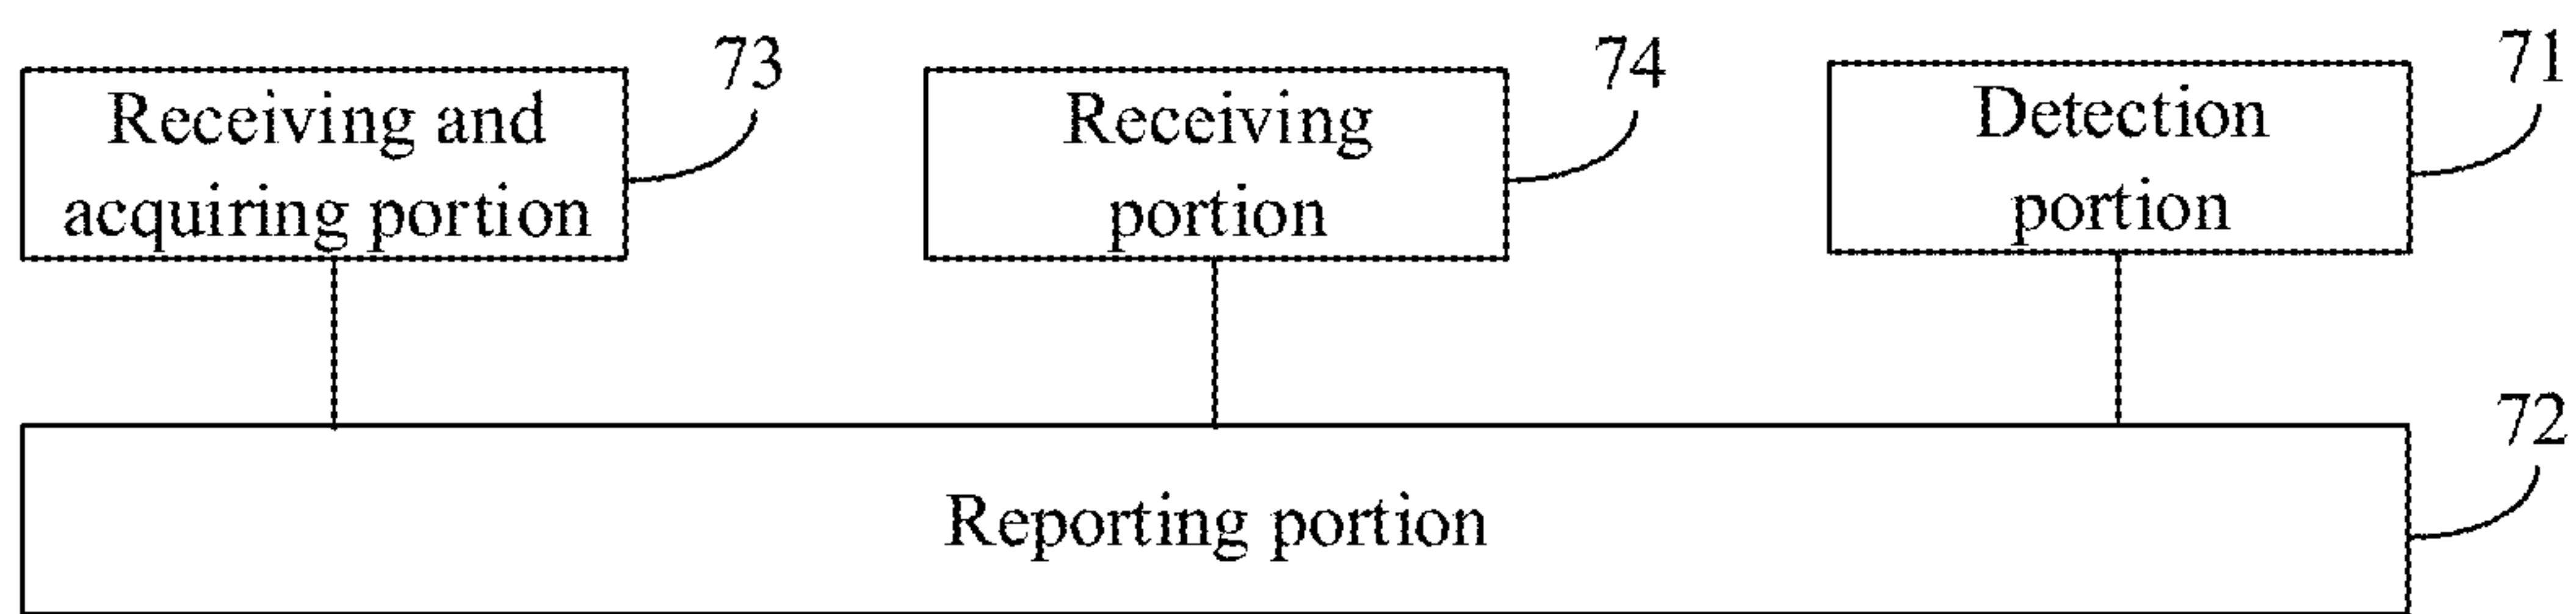 73
Receiving and
acquiring portion
74
Receiving
portion
71
Detection
portion
72
Reporting portion